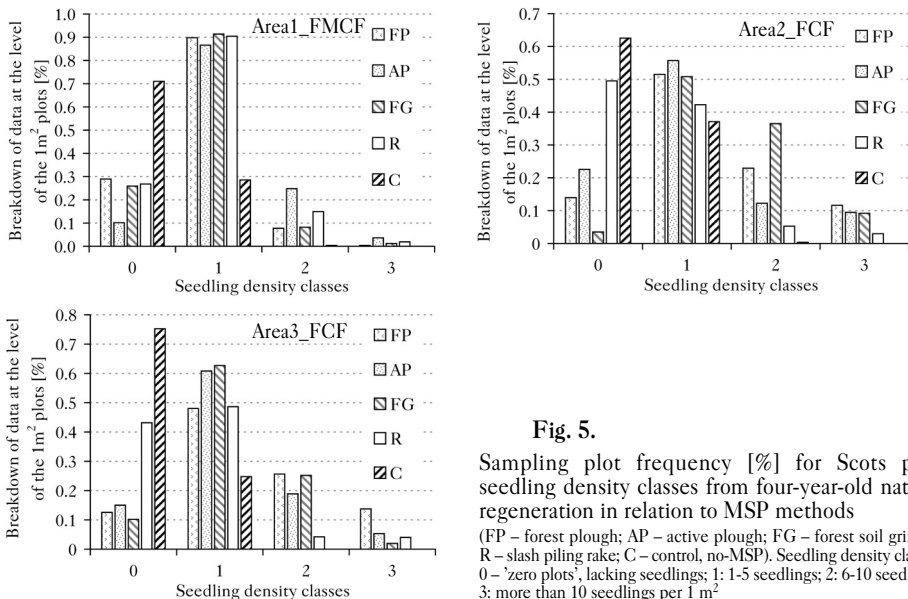 Area1_FMCF
Breakdown of data at the level
of the 1m² plots [%]
1.0
0.9
0.8
0.7
0.6
0.5
0.4
0.3
0.2
0.1
0.0
0 1 2 3
Seedling density classes
FP
AP
FG
R
C
Area2_FCF
Breakdown of data at the level
of the 1m² plots [%]
0.7
0.6
0.5
0.4
0.3
0.2
0.1
0
0 1 2 3
Seedling density classes
FP
AP
FG
R
C
Area3_FCF
Breakdown of data at the level
of the 1m² plots [%]
0.8
0.7
0.6
0.5
0.4
0.3
0.2
0.1
0
0 1 2 3
Seedling density classes
FP
AP
FG
R
C
Fig. 5.
Sampling plot frequency [%] for Scots
seedling density classes from four-year-old
regeneration in relation to MSP methods
(FP – forest plough; AP – active plough; FG – forest soil
R – slash piling rake; C – control, no-MSP). Seedling density
0 – 'zero plots', lacking seedlings; 1: 1-5 seedlings; 2: 6-10
3: more than 10 seedlings per 1 m²